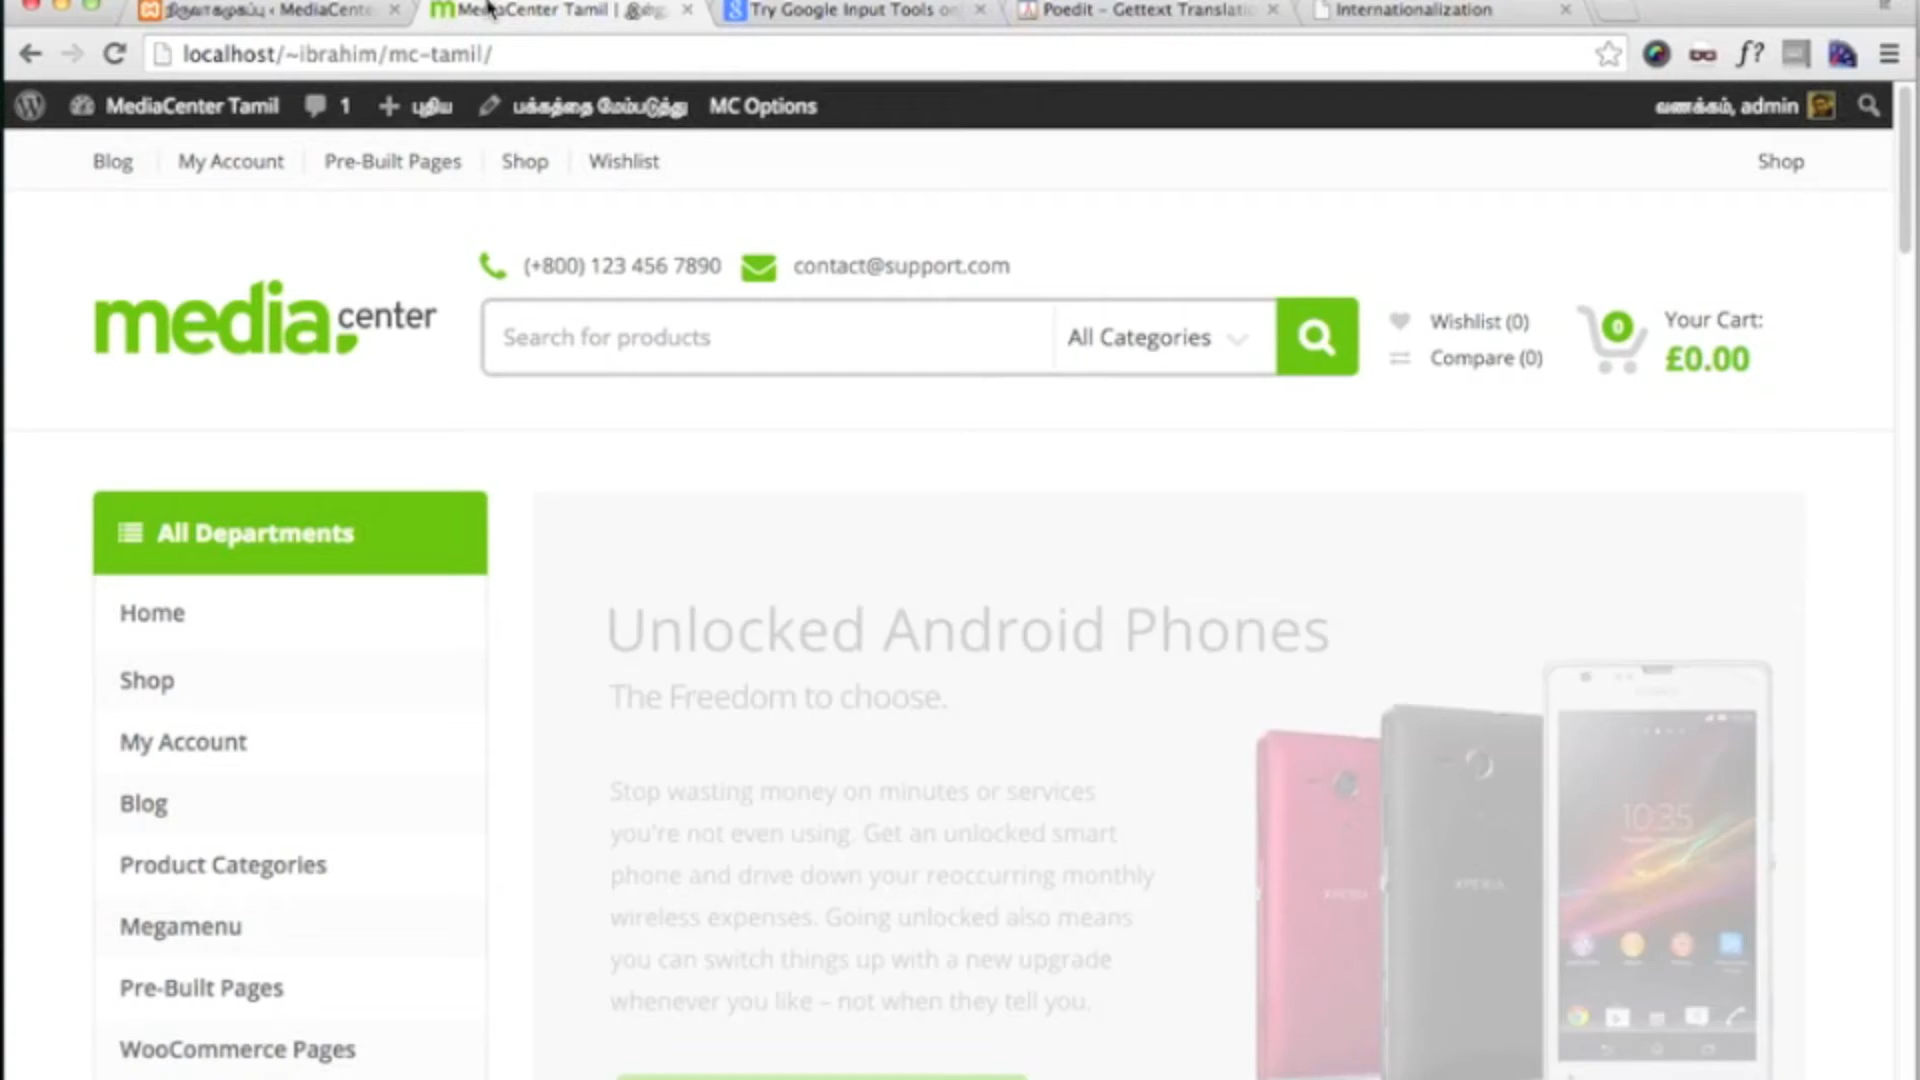 MediaCente
MediaCenter Tamil |
Try Google Input Tools on
Poedit – Gettext Translati
Internationalization
localhost/~ibrahim/mc-tamil/
MediaCenter Tamil 1 புதிய பக்கத்தை மேம்படுத்து MC Options வணக்கம், admin
Blog My Account Pre-Built Pages Shop Wishlist Shop
(+800) 123 456 7890 contact@support.com
media center
Search for products All Categories
Wishlist (0)
Compare (0)
0
Your Cart:
£0.00
All Departments
Home
Shop
My Account
Blog
Product Categories
Megamenu
Pre-Built Pages
WooCommerce Pages
Unlocked Android Phones
The Freedom to choose.
Stop wasting money on minutes or services
you're not even using. Get an unlocked smart
phone and drive down your reoccurring monthly
wireless expenses. Going unlocked also means
you can switch things up with a new upgrade
whenever you like – not when they tell you.
XPERIA
XPERIA
10:35